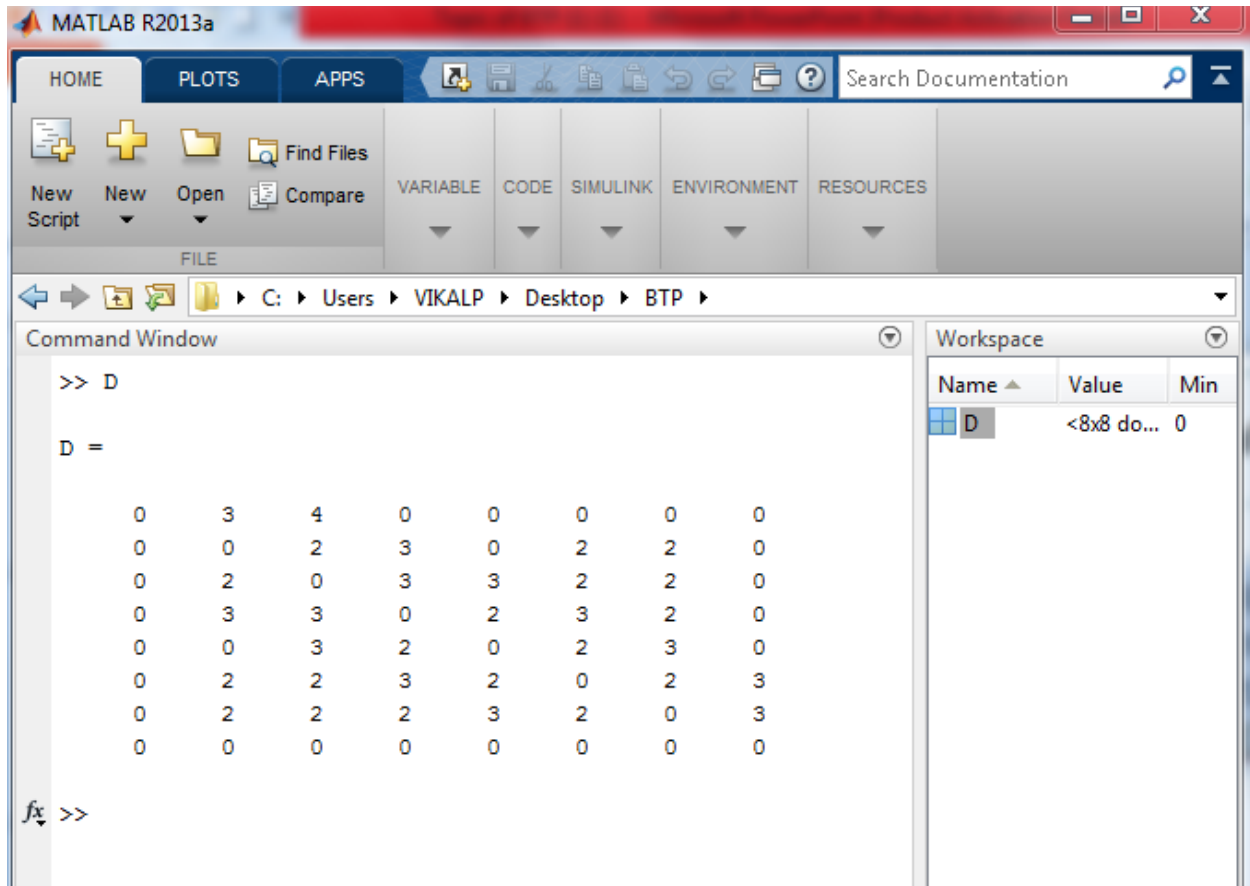 MATLAB R2013a
HOME PLOTS APPS Search Documentation
New Script New Open Find Files Compare
FILE VARIABLE CODE SIMULINK ENVIRONMENT RESOURCES
C: Users VIKALP Desktop BTP
Command Window
>> D
D =
0 3 4 0 0 0 0 0
0 0 2 3 0 2 2 0
0 2 0 3 3 2 2 0
0 3 3 0 2 3 2 0
0 0 3 2 0 2 3 0
0 2 2 3 2 0 2 3
0 2 2 2 3 2 0 3
0 0 0 0 0 0 0 0
fx >>
Workspace
Name Value Min
D <8x8 do... 0